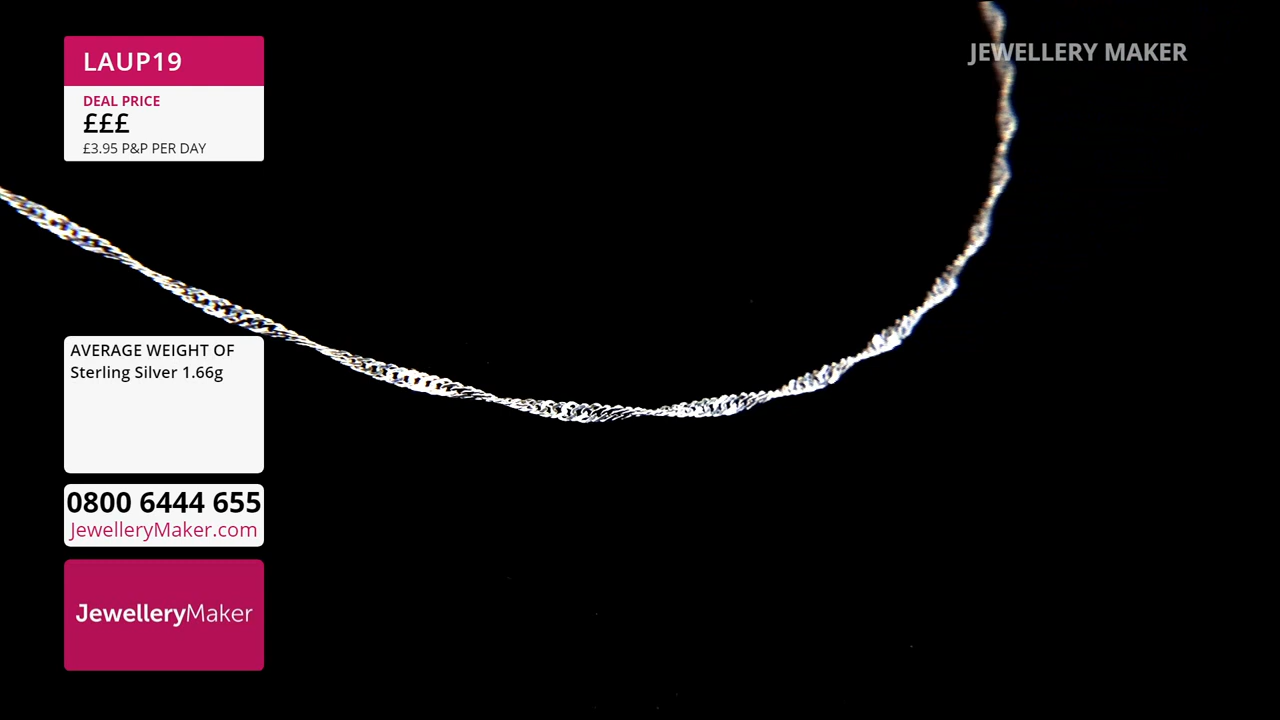 LAUP19
DEAL PRICE
£££
£3.95 P&P PER DAY
JEWELLERY MAKER
AVERAGE WEIGHT OF
Sterling Silver 1.66g
0800 6444 655
JewelleryMaker.com
JewelleryMaker